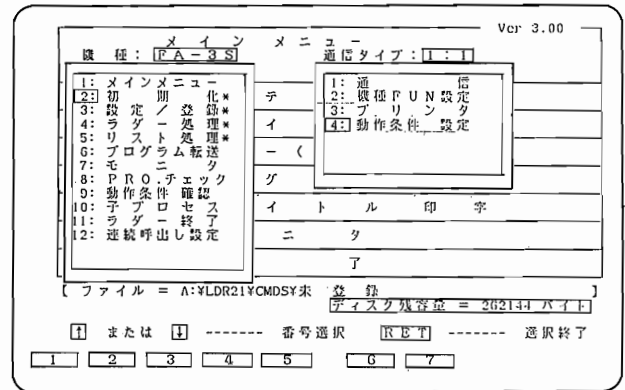 Ver 3.00
メ イ ン メ ニ ュ ー
機 種 : FA-3S 通信タイプ : 1:1
1: メインメニュー
2: 初 期 化*
3: 設 定 / 登 録*
4: ラ ダ ー 処 理*
5: リ ス ト 処 理*
6: プログラム転送
7: モ ニ タ
8: PRO.チェック
9: 動作条件 確認
10: 子 プ ロ セ ス
11: ラ ダ ー 終 了
12: 連続呼出し設定
1: 通 信
2: 機種FUN設定
3: プ リ ン タ
4: 動作条件 設定
テ
イ
ー (
グ
イ ト ル 印 字
ニ タ
了
[ ファイル = A:¥LDR21¥CMDS¥未 登 録 ]
ディスク残容量 = 262144 バイト
↑ または ↓ ------- 番号選択 RET ------- 選択終了
1 2 3 4 5 6 7